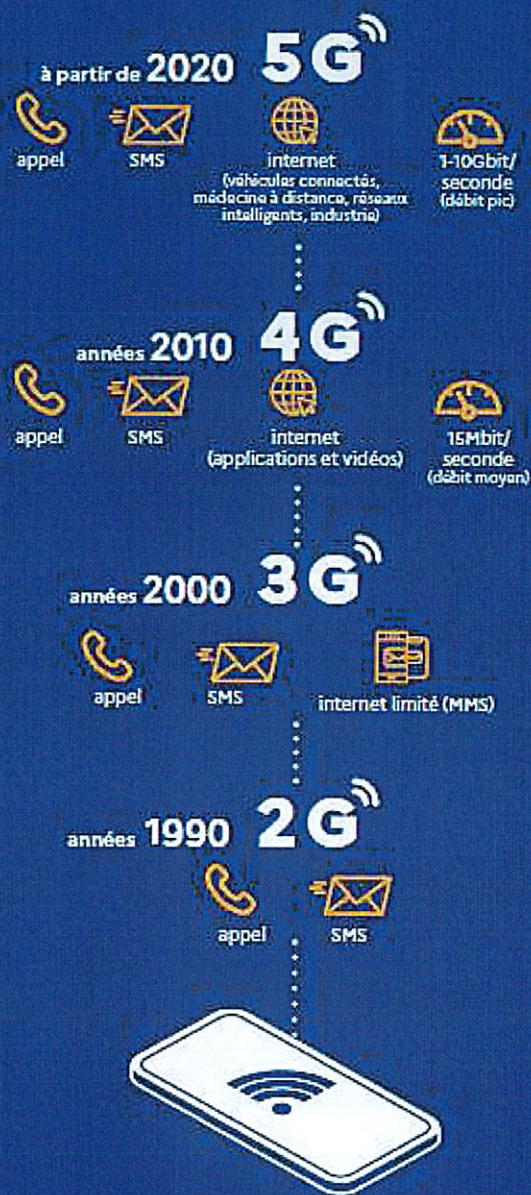 à partir de 2020 5G
appel
SMS
internet
(véhicules connectés,
médecine à distance, réseaux
intelligents, industrie)
1-10Gbit/
seconde
(débit pic)
années 2010 4G
appel
SMS
internet
(applications et vidéos)
15Mbit/
seconde
(débit moyen)
années 2000 3G
appel
SMS
internet limité (MMS)
années 1990 2G
appel
SMS